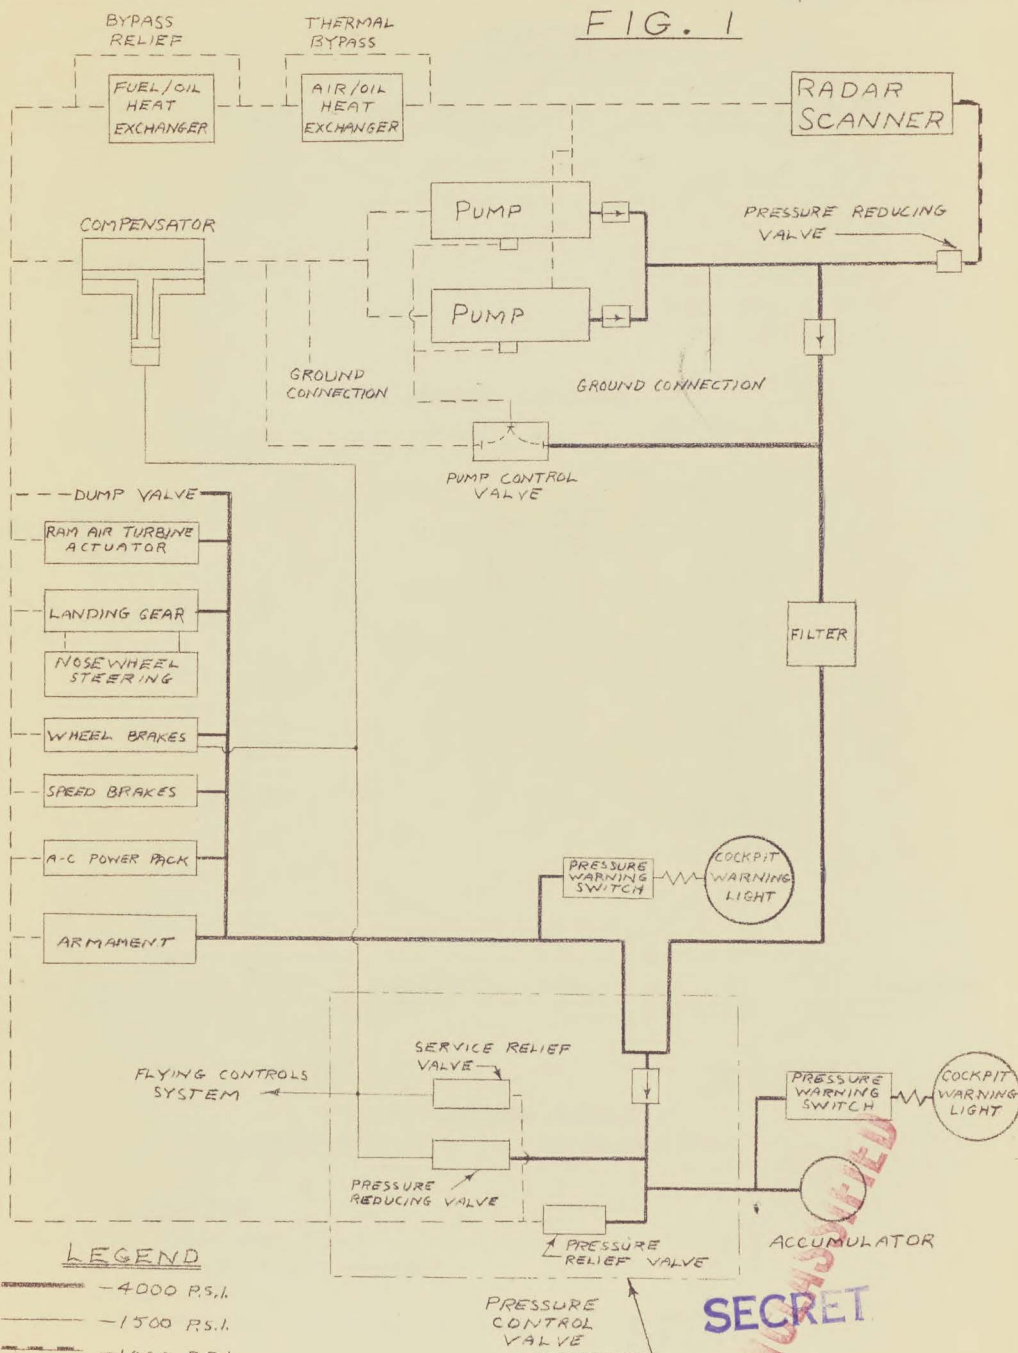 FIG. 1
BYPASS
RELIEF
THERMAL
BYPASS
FUEL/OIL
HEAT
EXCHANGER
AIR/OIL
HEAT
EXCHANGER
RADAR
SCANNER
PUMP
PRESSURE REDUCING
VALVE
COMPENSATOR
PUMP
GROUND
CONNECTION
GROUND CONNECTION
PUMP CONTROL
VALVE
DUMP VALVE
RAM AIR TURBINE
ACTUATOR
LANDING GEAR
NOSEWHEEL
STEERING
FILTER
WHEEL BRAKES
SPEED BRAKES
A-C POWER PACK
PRESSURE
WARNING
SWITCH
COCKPIT
WARNING
LIGHT
ARMAMENT
SERVICE RELIEF
VALVE
FLYING CONTROLS
SYSTEM
PRESSURE
WARNING
SWITCH
COCKPIT
WARNING
LIGHT
PRESSURE
REDUCING VALVE
PRESSURE
RELIEF VALVE
ACCUMULATOR
LEGEND
-4000 P.S.I.
-1500 P.S.I.
PRESSURE
CONTROL
VALVE
SECRET
UNCLASSIFIED